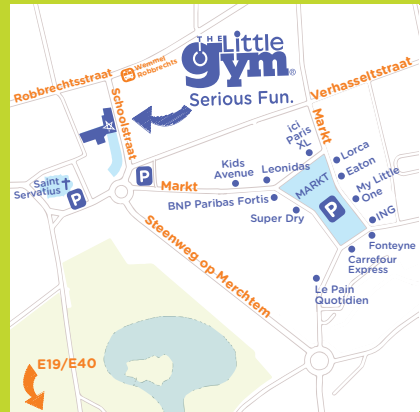 THE Little
gym®
Serious Fun.
Robbrechtsstraat
Wemmel
Robbrechts
Schoolstraat
Verhasseltstraat
Markt
ici
Paris
XL
Lorca
Eaton
My Little
One
ING
Fonteyne
Carrefour
Express
Kids
Avenue
Leonidas
MARKT
P
Saint
Servatius
P
P
Markt
BNP Paribas Fortis
Super Dry
Steenweg op Merchtem
Le Pain
Quotidien
E19/E40